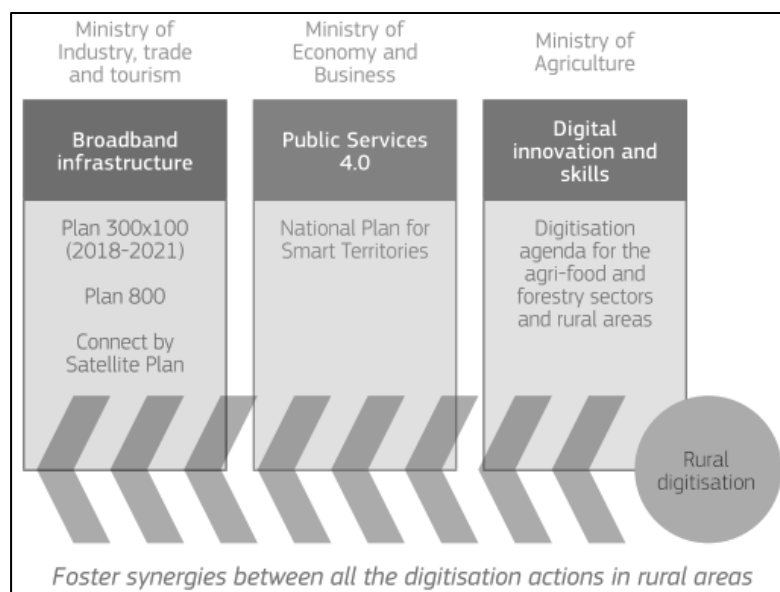 Ministry of
Industry, trade
and tourism
Broadband
infrastructure
Plan 300x100
(2018-2021)
Plan 800
Connect by
Satellite Plan
Ministry of
Economy and
Business
Public Services
4.0
National Plan for
Smart Territories
Ministry of
Agriculture
Digital
innovation and
skills
Digitisation
agenda for the
agri-food and
forestry sectors
and rural areas
Rural
digitisation
Foster synergies between all the digitisation actions in rural areas